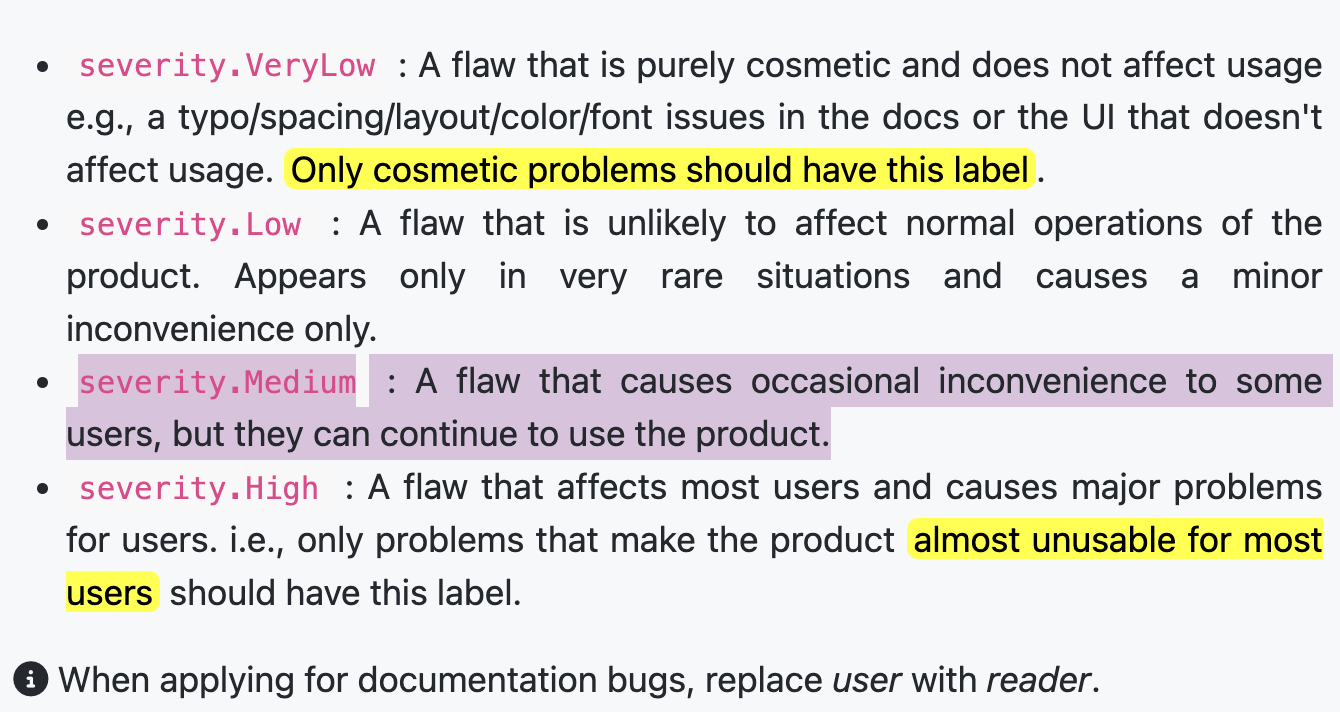 severity.VeryLow : A flaw that is purely cosmetic and does not affect usage
e.g., a typo/spacing/layout/color/font issues in the docs or the UI that doesn't
affect usage. Only cosmetic problems should have this label.
severity.Low : A flaw that is unlikely to affect normal operations of the
product. Appears only in very rare situations and causes a minor
inconvenience only.
severity.Medium : A flaw that causes occasional inconvenience to some
users, but they can continue to use the product.
severity.High : A flaw that affects most users and causes major problems
for users. i.e., only problems that make the product almost unusable for most
users should have this label.
When applying for documentation bugs, replace user with reader.